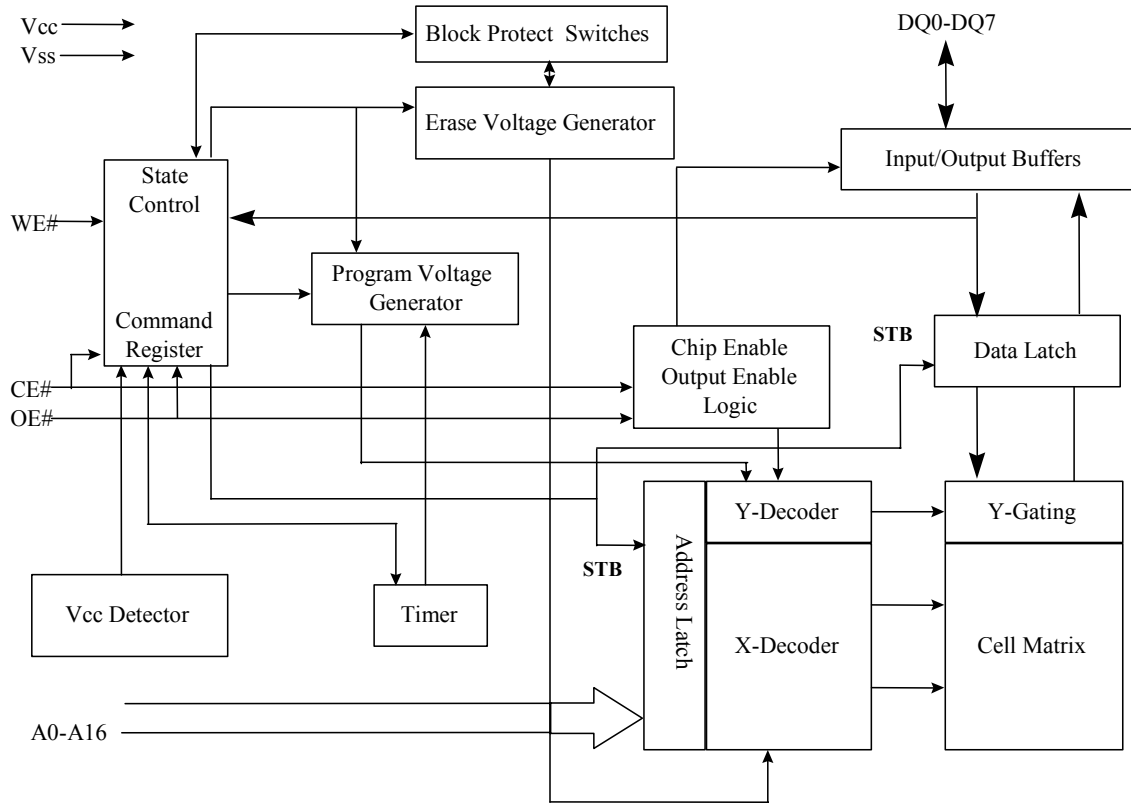 Vcc
Vss
Block Protect Switches
DQ0-DQ7
Erase Voltage Generator
Input/Output Buffers
State
Control
WE#
Program Voltage
Generator
Command
Register
STB
Chip Enable
Output Enable
Logic
Data Latch
CE#
OE#
Y-Decoder
Y-Gating
STB
Address Latch
Vcc Detector
Timer
X-Decoder
Cell Matrix
A0-A16